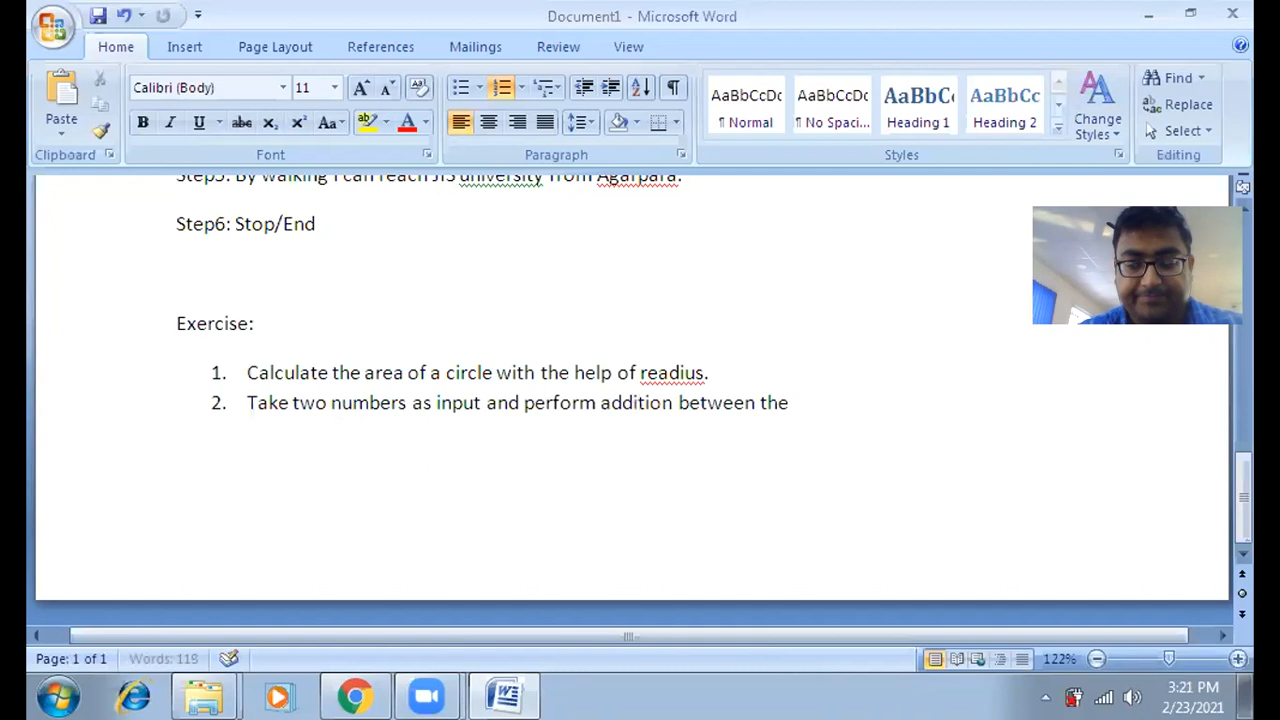 Document1 - Microsoft Word
Home Insert Page Layout References Mailings Review View
Paste
Calibri (Body) 11
AaBbCcDc AaBbCcDc AaBbC AaBbCc
¶ Normal ¶ No Spaci... Heading 1 Heading 2
Change Styles
Find
Replace
Select
Clipboard Font Paragraph Styles Editing
Step5: By walking I can reach JIS university from Agarpara.
Step6: Stop/End
Exercise:
1. Calculate the area of a circle with the help of readius.
2. Take two numbers as input and perform addition between the
Page: 1 of 1 Words: 118 122%
3:21 PM
2/23/2021